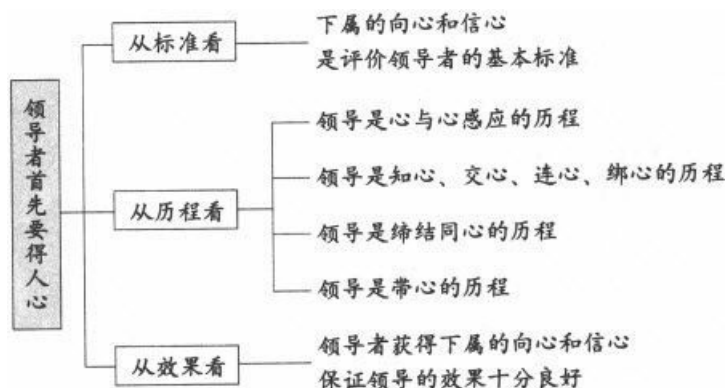 领导者首先要得人心
从标准看
下属的向心和信心
是评价领导者的基本标准
从历程看
领导是心与心感应的历程
领导是知心、交心、连心、绑心的历程
领导是缔结同心的历程
领导是带心的历程
从效果看
领导者获得下属的向心和信心
保证领导的效果十分良好